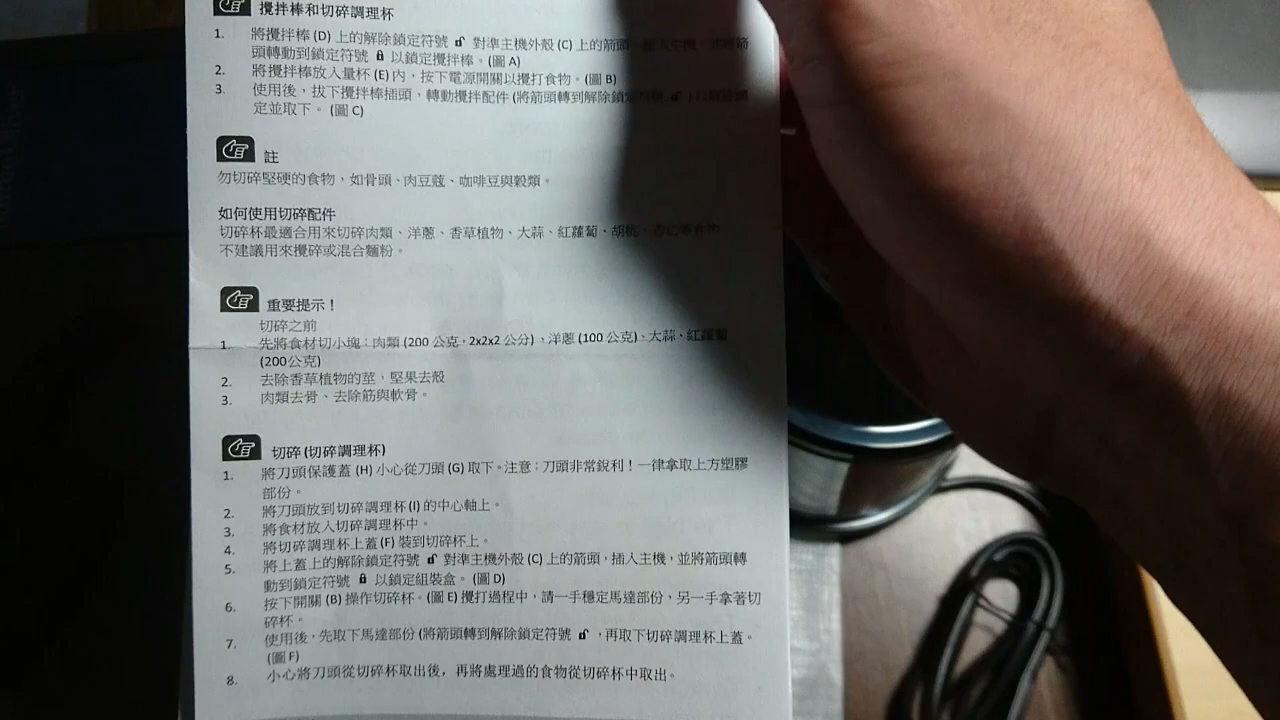 攪拌棒和切碎調理杯
1. 將攪拌棒 (D) 上的解除鎖定符號 對準主機外殼 (C) 上的箭頭，插入主機，並將箭
頭轉動到鎖定符號 以鎖定攪拌棒。(圖 A)
2. 將攪拌棒放入量杯 (E) 內，按下電源開關以攪打食物。(圖 B)
3. 使用後，拔下攪拌棒插頭，轉動攪拌配件 (將箭頭轉到解除鎖定符號
定並取下。 (圖 C)
註
勿切碎堅硬的食物，如骨頭、肉豆蔻、咖啡豆與穀類。
如何使用切碎配件
切碎杯最適合用來切碎肉類、洋蔥、香草植物、大蒜、紅蘿蔔、胡桃、杏仁等食物
不建議用來攪碎或混合麵粉。
重要提示！
切碎之前
1. 先將食材切小塊：肉類 (200 公克，2x2x2 公分) 、洋蔥 (100 公克)、大蒜、紅蘿蔔
(200公克)
2. 去除香草植物的莖，堅果去殼
3. 肉類去骨、去除筋與軟骨。
切碎 (切碎調理杯)
1. 將刀頭保護蓋 (H) 小心從刀頭 (G) 取下。注意：刀頭非常銳利！一律拿取上方塑膠
部份。
2. 將刀頭放到切碎調理杯(I) 的中心軸上。
3. 將食材放入切碎調理杯中。
4. 將切碎調理杯上蓋(F) 裝到切碎杯上。
5. 將上蓋上的解除鎖定符號 對準主機外殼 (C) 上的箭頭，插入主機，並將箭頭轉
動到鎖定符號 以鎖定組裝盒。 (圖 D)
6. 按下開關 (B) 操作切碎杯。(圖 E) 攪打過程中，請一手穩定馬達部份，另一手拿著切
碎杯。
7. 使用後，先取下馬達部份 (將箭頭轉到解除鎖定符號 ，再取下切碎調理杯上蓋。
(圖 F)
8. 小心將刀頭從切碎杯取出後，再將處理過的食物從切碎杯中取出。